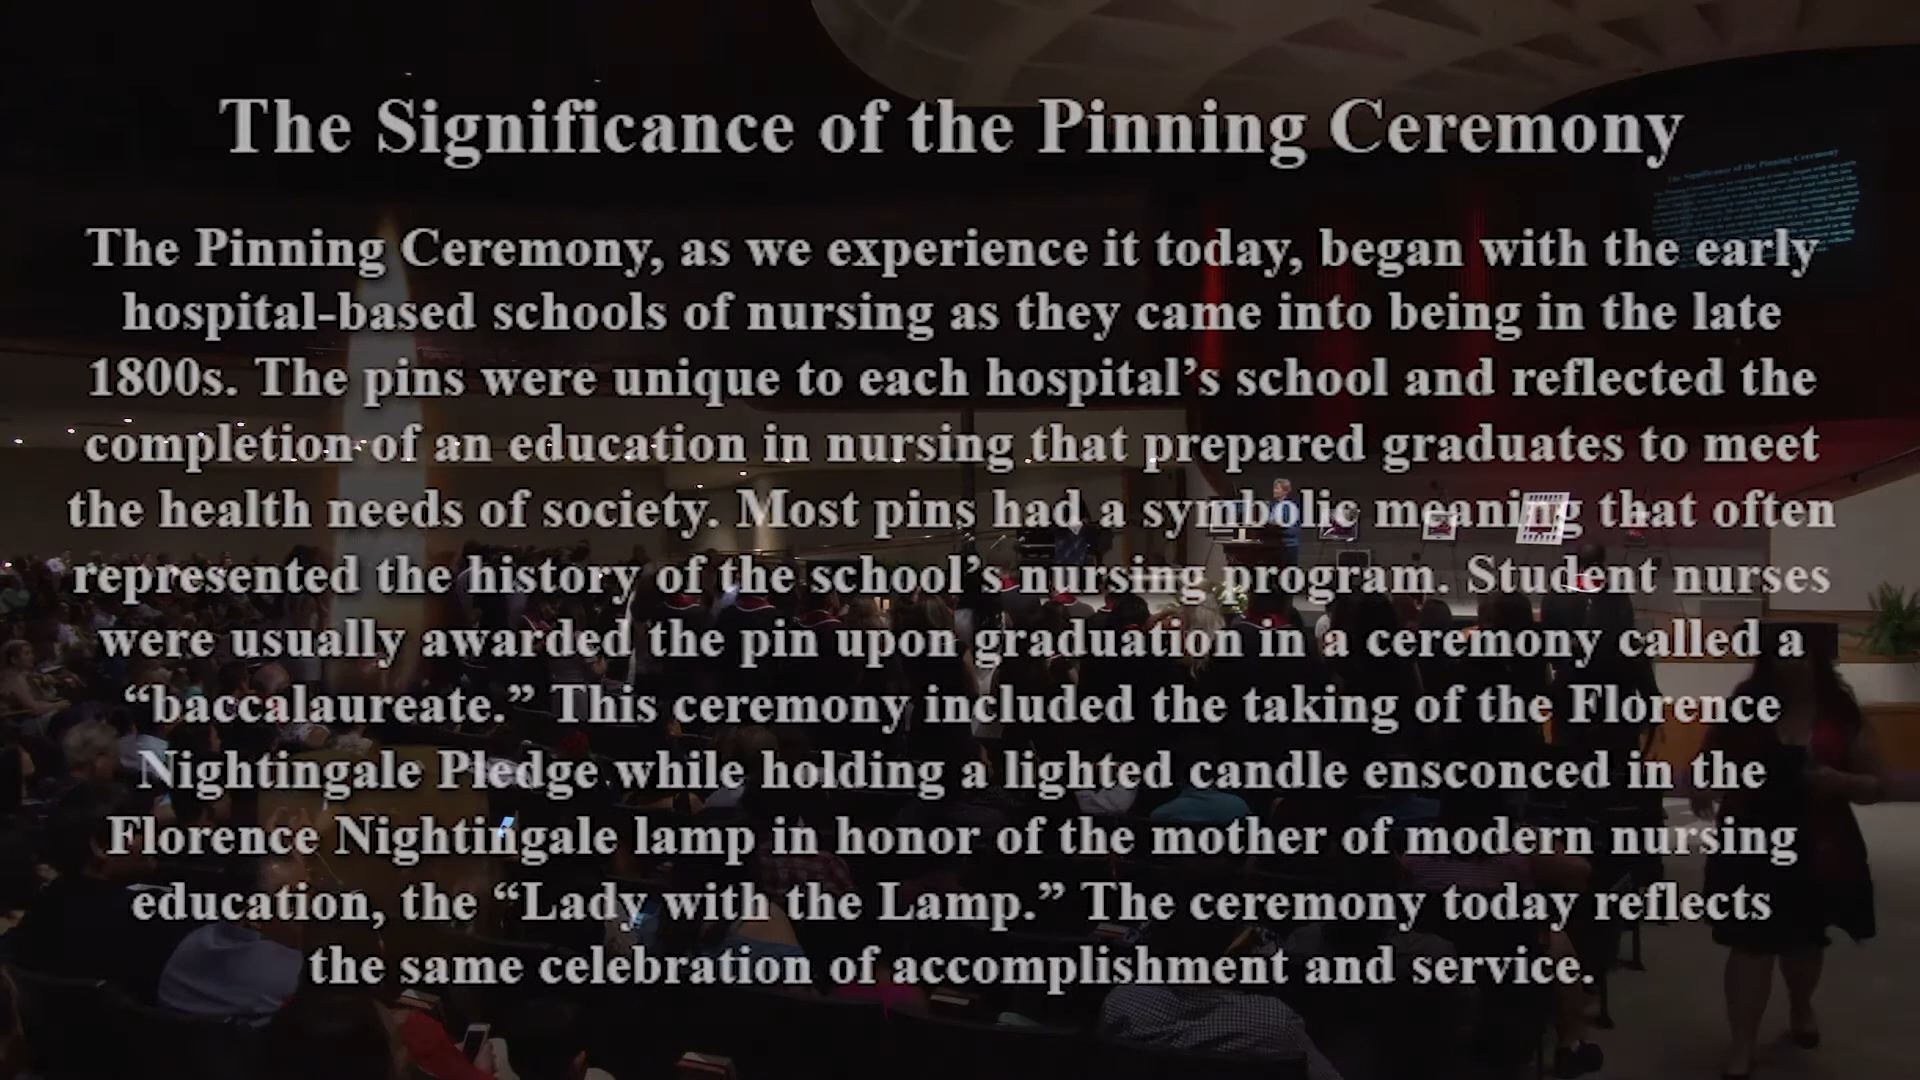 The Significance of the Pinning Ceremony
The Pinning Ceremony, as we experience it today, began with the early
hospital-based schools of nursing as they came into being in the late
1800s. The pins were unique to each hospital’s school and reflected the
completion of an education in nursing that prepared graduates to meet
the health needs of society. Most pins had a symbolic meaning that often
represented the history of the school’s nursing program. Student nurses
were usually awarded the pin upon graduation in a ceremony called a
“baccalaureate.” This ceremony included the taking of the Florence
Nightingale Pledge while holding a lighted candle ensconced in the
Florence Nightingale lamp in honor of the mother of modern nursing
education, the “Lady with the Lamp.” The ceremony today reflects
the same celebration of accomplishment and service.
The Significance of the Pinning Ceremony